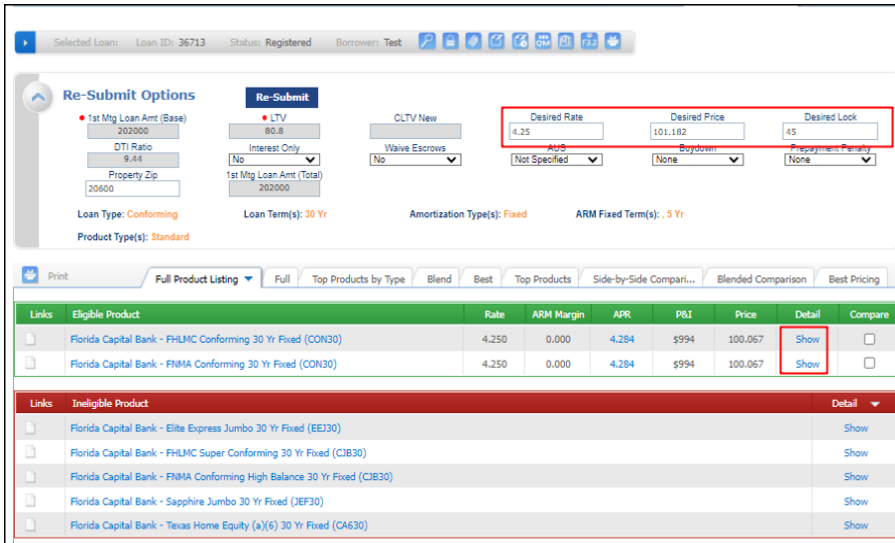 Selected Loan: Loan ID: 36713 Status: Registered Borrower: Test QM F3.2
Re-Submit Options Re-Submit
1st Mtg Loan Amt (Base) LTV CLTV New Desired Rate Desired Price Desired Lock
202000 80.8 4.25 101.182 45
DTI Ratio Interest Only Waive Escrows AUS Buydown Prepayment Penalty
9.44 No No Not Specified None None
Property Zip 1st Mtg Loan Amt (Total)
20600 202000
Loan Type: Conforming Loan Term(s): 30 Yr Amortization Type(s): Fixed ARM Fixed Term(s): , 5 Yr
Product Type(s): Standard
Print Full Product Listing Full Top Products by Type Blend Best Top Products Side-by-Side Compari... Blended Comparison Best Pricing
Links Eligible Product Rate ARM Margin APR P&I Price Detail Compare
Florida Capital Bank - FHLMC Conforming 30 Yr Fixed (CON30) 4.250 0.000 4.284 $994 100.067 Show
Florida Capital Bank - FNMA Conforming 30 Yr Fixed (CON30) 4.250 0.000 4.284 $994 100.067 Show
Links Ineligible Product Detail
Florida Capital Bank - Elite Express Jumbo 30 Yr Fixed (EEJ30) Show
Florida Capital Bank - FHLMC Super Conforming 30 Yr Fixed (CJB30) Show
Florida Capital Bank - FNMA Conforming High Balance 30 Yr Fixed (CJB30) Show
Florida Capital Bank - Sapphire Jumbo 30 Yr Fixed (JEF30) Show
Florida Capital Bank - Texas Home Equity (a)(6) 30 Yr Fixed (CA630) Show